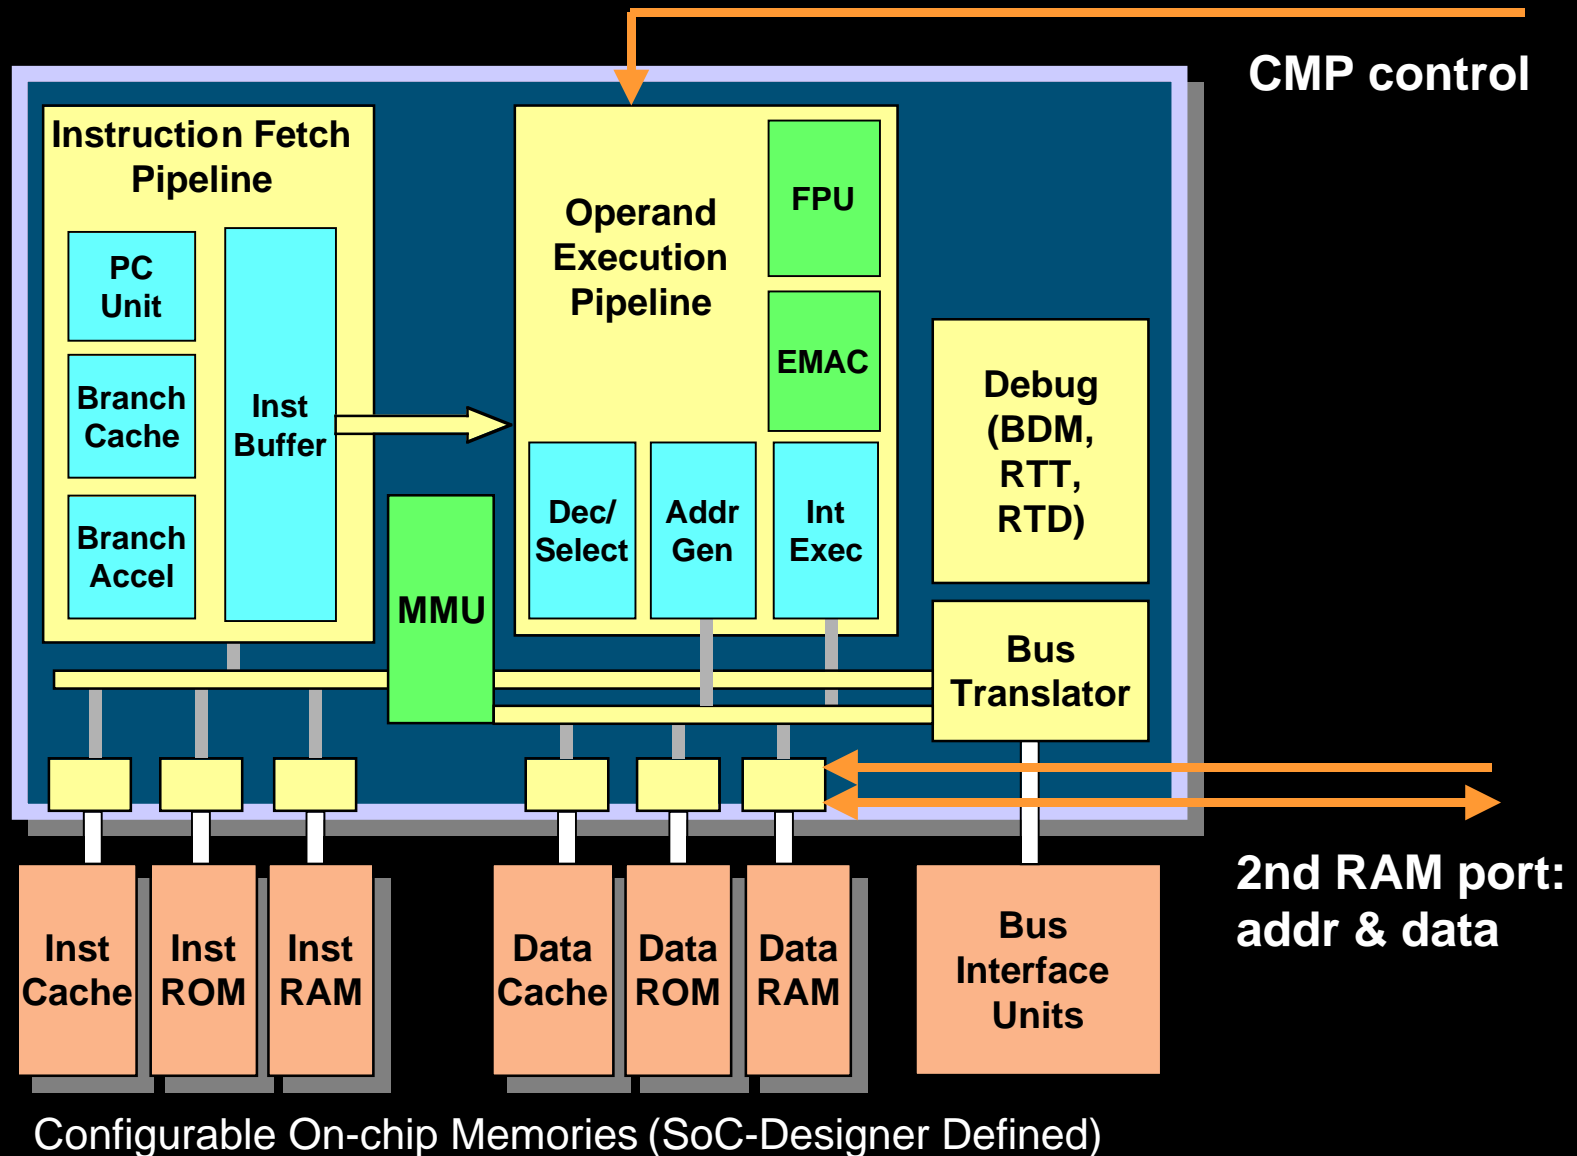 CMP control
Instruction Fetch
Pipeline
PC
Unit
Branch
Cache
Branch
Accel
Inst
Buffer
Operand
Execution
Pipeline
FPU
EMAC
Dec/
Select
Addr
Gen
Int
Exec
MMU
Debug
(BDM,
RTT,
RTD)
Bus
Translator
2nd RAM port:
addr & data
Inst
Cache
Inst
ROM
Inst
RAM
Data
Cache
Data
ROM
Data
RAM
Bus
Interface
Units
Configurable On-chip Memories (SoC-Designer Defined)